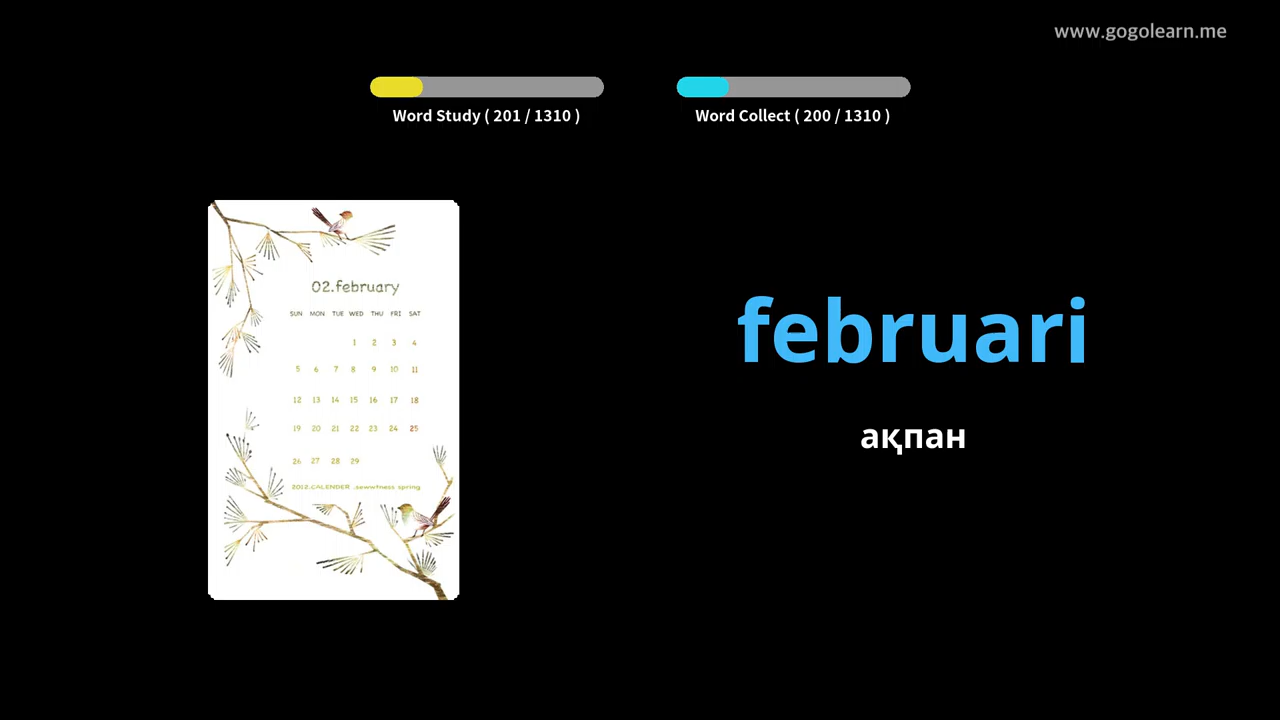 www.gogolearn.me
Word Study ( 201 / 1310 )
Word Collect ( 200 / 1310 )
02.february
SUN MON TUE WED THU FRI SAT
1 2 3 4
5 6 7 8 9 10 11
12 13 14 15 16 17 18
19 20 21 22 23 24 25
26 27 28 29
2012.CALENDER .sewwtness spring
februari
ақпан